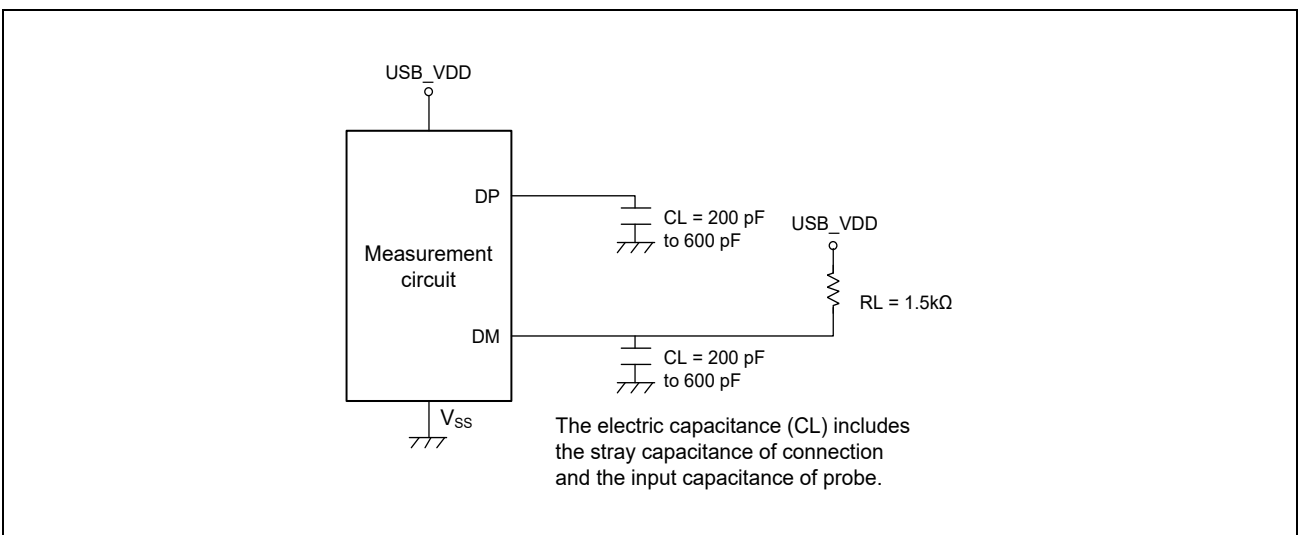 USB_VDD
DP
CL = 200 pF
to 600 pF
USB_VDD
Measurement
circuit
RL = 1.5kΩ
DM
CL = 200 pF
to 600 pF
VSS
The electric capacitance (CL) includes
the stray capacitance of connection
and the input capacitance of probe.